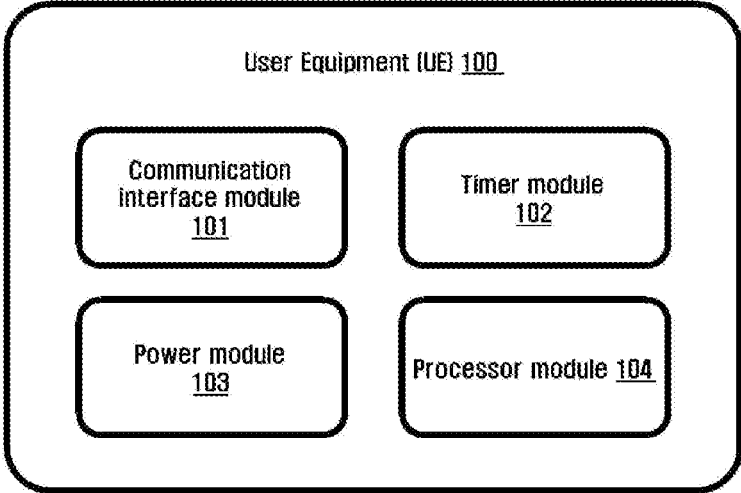 User Equipment (UE) 100
Communication
interface module
101
Timer module
102
Power module
103
Processor module 104